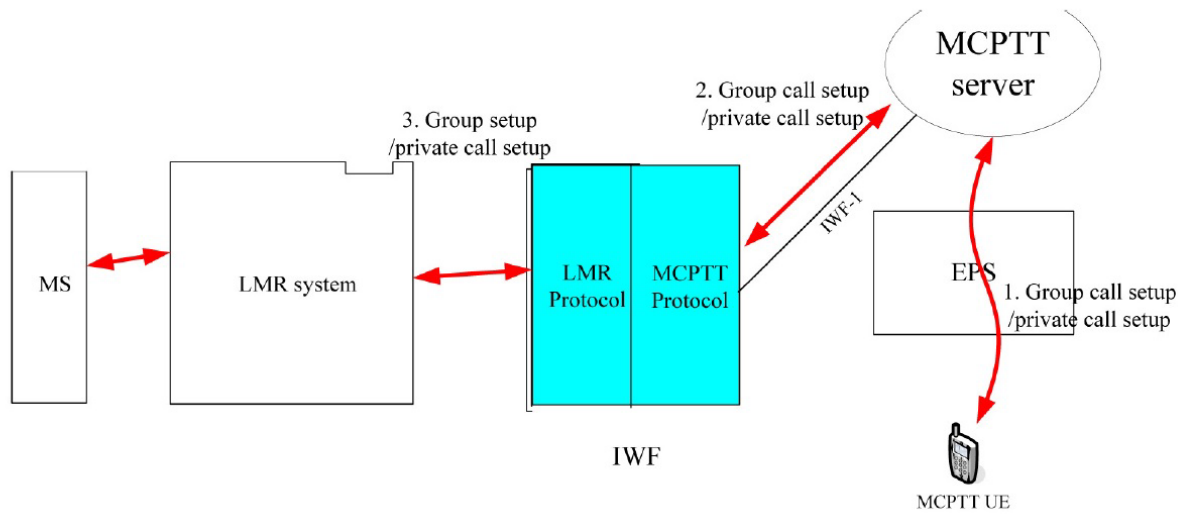 MCPTT
server
2. Group call setup
/private call setup
3. Group setup
/private call setup
IWF-1
MS
LMR system
LMR
Protocol
MCPTT
Protocol
EPS
1. Group call setup
/private call setup
IWF
MCPTT UE